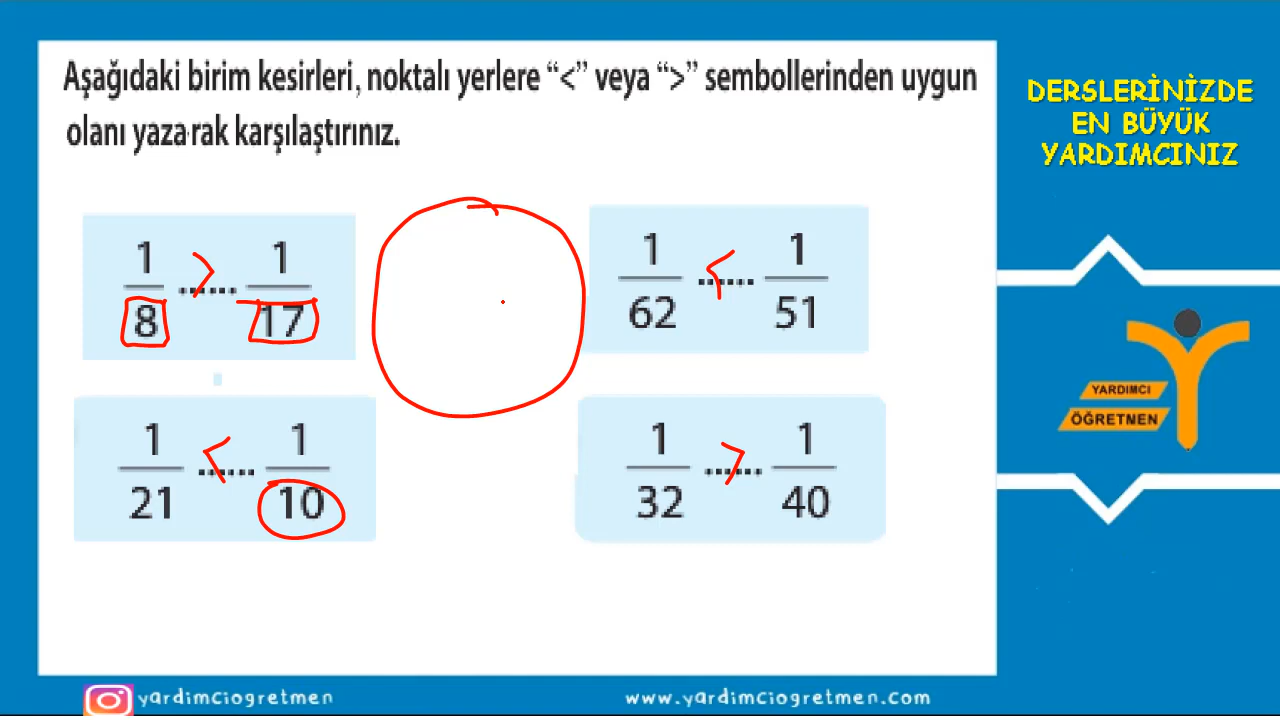 Aşağıdaki birim kesirleri, noktalı yerlere “<” veya “>” sembollerinden uygun
olanı yazarak karşılaştırınız.
DERSLERİNİZDE
EN BÜYÜK
YARDIMCINIZ
1/8 ...>... 1/17
1/62 ...<... 1/51
1/21 ...<... 1/10
1/32 ...>... 1/40
YARDIMCI
ÖĞRETMEN
yardimciogretmen
www.yardimciogretmen.com